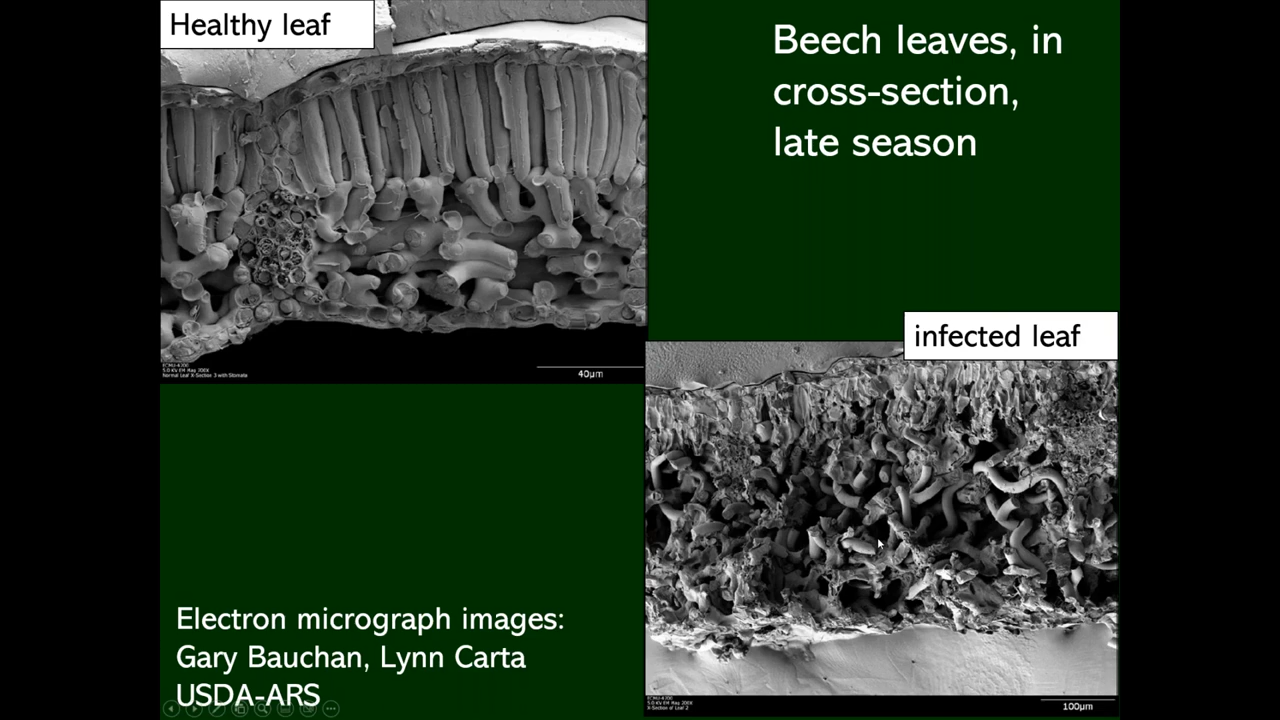 Healthy leaf
Beech leaves, in
cross-section,
late season
40µm
infected leaf
Electron micrograph images:
Gary Bauchan, Lynn Carta
USDA-ARS
100µm